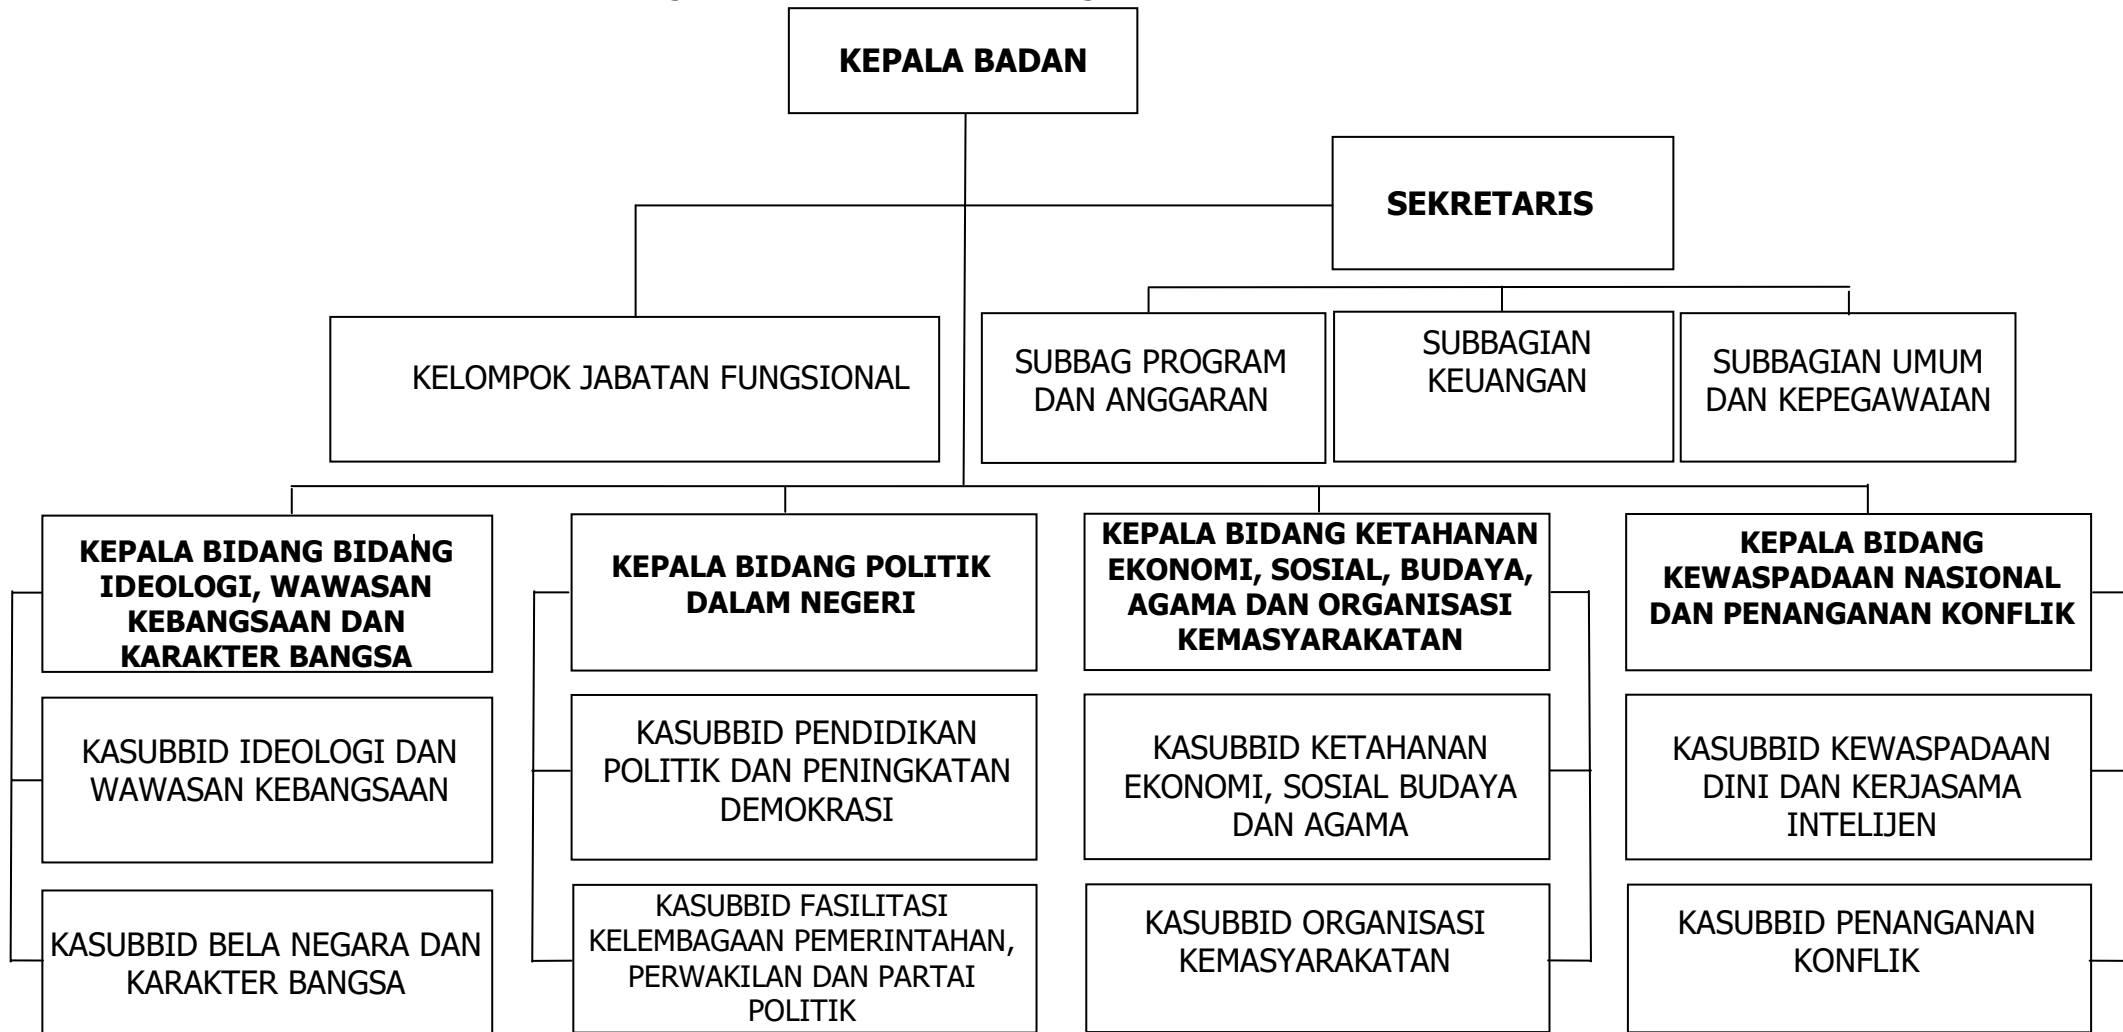 KEPALA BADAN
SEKRETARIS
KELOMPOK JABATAN FUNGSIONAL
SUBBAG PROGRAM
DAN ANGGARAN
SUBBAGIAN
KEUANGAN
SUBBAGIAN UMUM
DAN KEPEGAWAIAN
KEPALA BIDANG BIDANG
IDEOLOGI, WAWASAN
KEBANGSAAN DAN
KARAKTER BANGSA
KEPALA BIDANG POLITIK
DALAM NEGERI
KEPALA BIDANG KETAHANAN
EKONOMI, SOSIAL, BUDAYA,
AGAMA DAN ORGANISASI
KEMASYARAKATAN
KEPALA BIDANG
KEWASPADAAN NASIONAL
DAN PENANGANAN KONFLIK
KASUBBID IDEOLOGI DAN
WAWASAN KEBANGSAAN
KASUBBID PENDIDIKAN
POLITIK DAN PENINGKATAN
DEMOKRASI
KASUBBID KETAHANAN
EKONOMI, SOSIAL BUDAYA
DAN AGAMA
KASUBBID KEWASPADAAN
DINI DAN KERJASAMA
INTELIJEN
KASUBBID BELA NEGARA DAN
KARAKTER BANGSA
KASUBBID FASILITASI
KELEMBAGAAN PEMERINTAHAN,
PERWAKILAN DAN PARTAI
POLITIK
KASUBBID ORGANISASI
KEMASYARAKATAN
KASUBBID PENANGANAN
KONFLIK